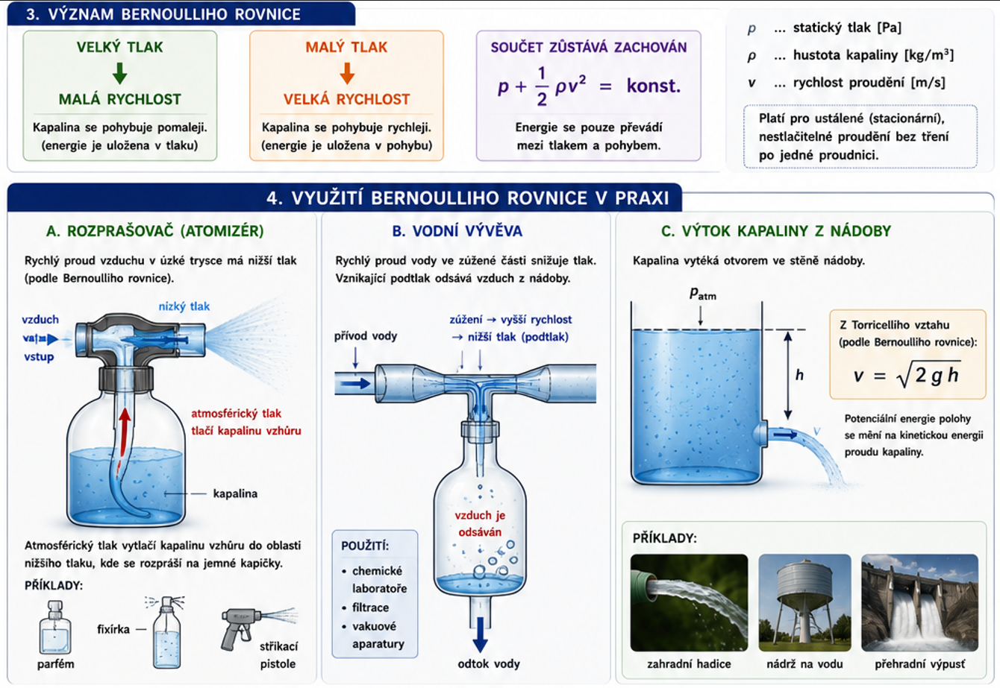 3. VÝZNAM BERNOULLIHO ROVNICE
VELKÝ TLAK
MALÁ RYCHLOST
Kapalina se pohybuje pomaleji.
(energie je uložena v tlaku)
MALÝ TLAK
VELKÁ RYCHLOST
Kapalina se pohybuje rychleji.
(energie je uložena v pohybu)
SOUČET ZŮSTÁVÁ ZACHOVÁN
p + 1/2 ρv² = konst.
Energie se pouze převádí
mezi tlakem a pohybem.
p ... statický tlak [Pa]
ρ ... hustota kapaliny [kg/m³]
v ... rychlost proudění [m/s]
Platí pro ustálené (stacionární),
nestlačitelné proudění bez tření
po jedné proudnici.
4. VYUŽITÍ BERNOULLIHO ROVNICE V PRAXI
A. ROZPRAŠOVAČ (ATOMIZÉR)
Rychlý proud vzduchu v úzké trysce má nižší tlak
(podle Bernoulliho rovnice).
nízký tlak
vzduch
vstup
atmosférický tlak
tlačí kapalinu vzhůru
kapalina
Atmosférický tlak vytlačí kapalinu vzhůru do oblasti
nižšího tlaku, kde se rozpráší na jemné kapičky.
PŘÍKLADY:
parfém
fixírka
střikací
pistole
B. VODNÍ VÝVĚVA
Rychlý proud vody ve zúžené části snižuje tlak.
Vznikající podtlak odsává vzduch z nádoby.
přívod vody
zúžení → vyšší rychlost
→ nižší tlak (podtlak)
vzduch je
odsáván
POUŽITÍ:
• chemické
laboratoře
• filtrace
• vakuové
aparatury
odtok vody
C. VÝTOK KAPALINY Z NÁDOBY
Kapalina vytéká otvorem ve stěně nádoby.
p atm
h
v
Z Torricelliho vztahu
(podle Bernoulliho rovnice):
v = √2 g h
Potenciální energie polohy
se mění na kinetickou energii
proudu kapaliny.
PŘÍKLADY:
zahradní hadice
nádrž na vodu
přehradní výpusť